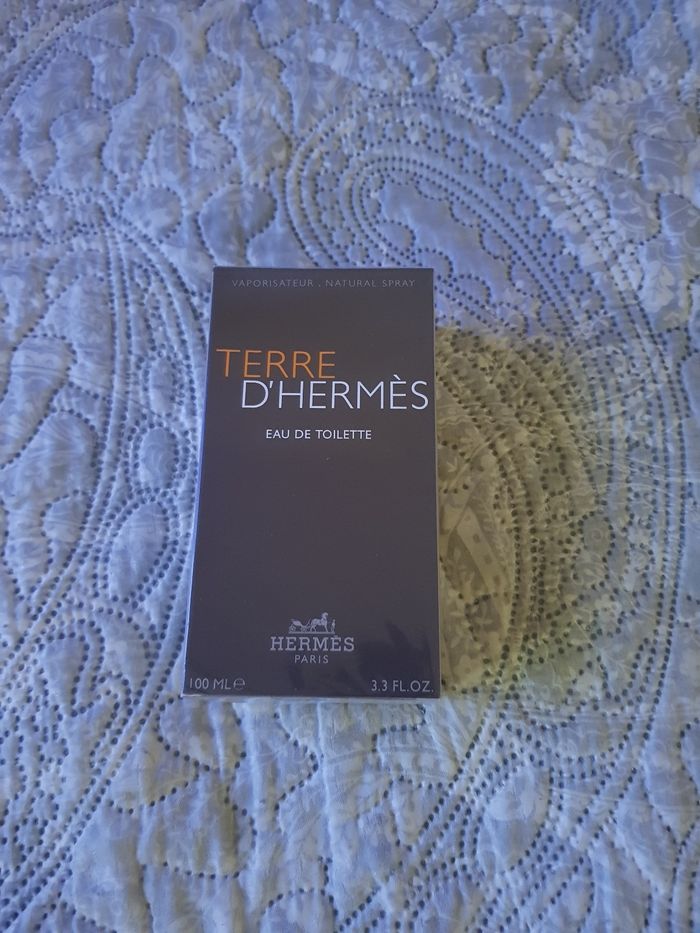 VAPORISATEUR . NATURAL SPRAY
TERRE
D'HERMÈS
EAU DE TOILETTE
HERMÈS
PARIS
100 ML ℮ 3.3 FL.OZ.